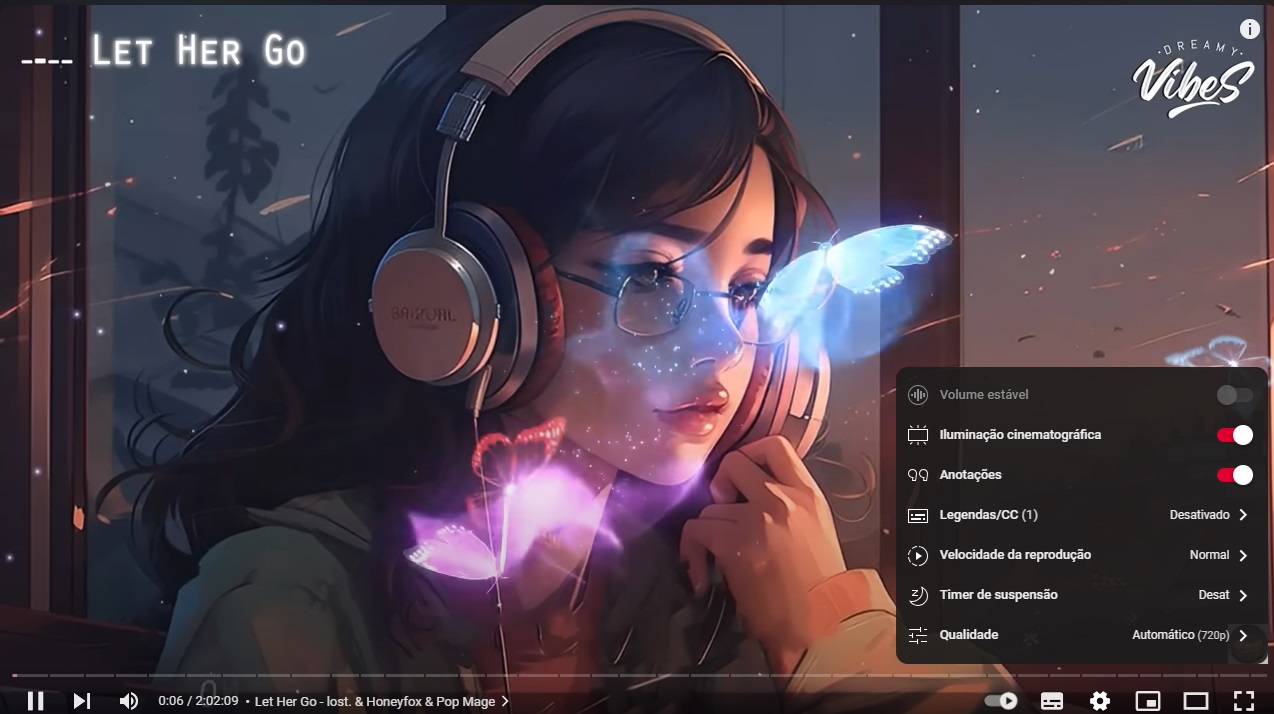 LET HER GO
DREAMY
Vibes
Volume estável
Iluminação cinematográfica
Anotações
Legendas/CC (1) Desativado
Velocidade da reprodução Normal
Timer de suspensão Desat
Qualidade Automático (720p)
0:06 / 2:02:09 • Let Her Go - lost. & Honeyfox & Pop Mage